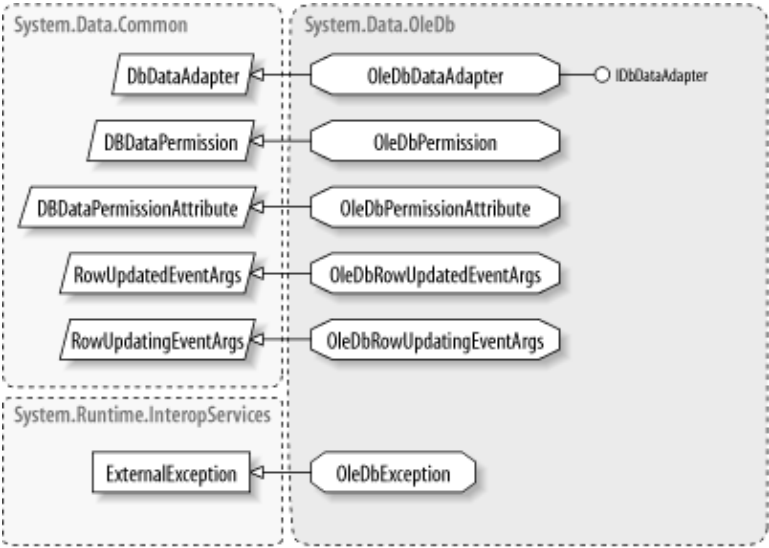 System.Data.Common
System.Data.OleDb
DbDataAdapter
OleDbDataAdapter
IDbDataAdapter
DBDataPermission
OleDbPermission
DBDataPermissionAttribute
OleDbPermissionAttribute
RowUpdatedEventArgs
OleDbRowUpdatedEventArgs
RowUpdatingEventArgs
OleDbRowUpdatingEventArgs
System.Runtime.InteropServices
ExternalException
OleDbException